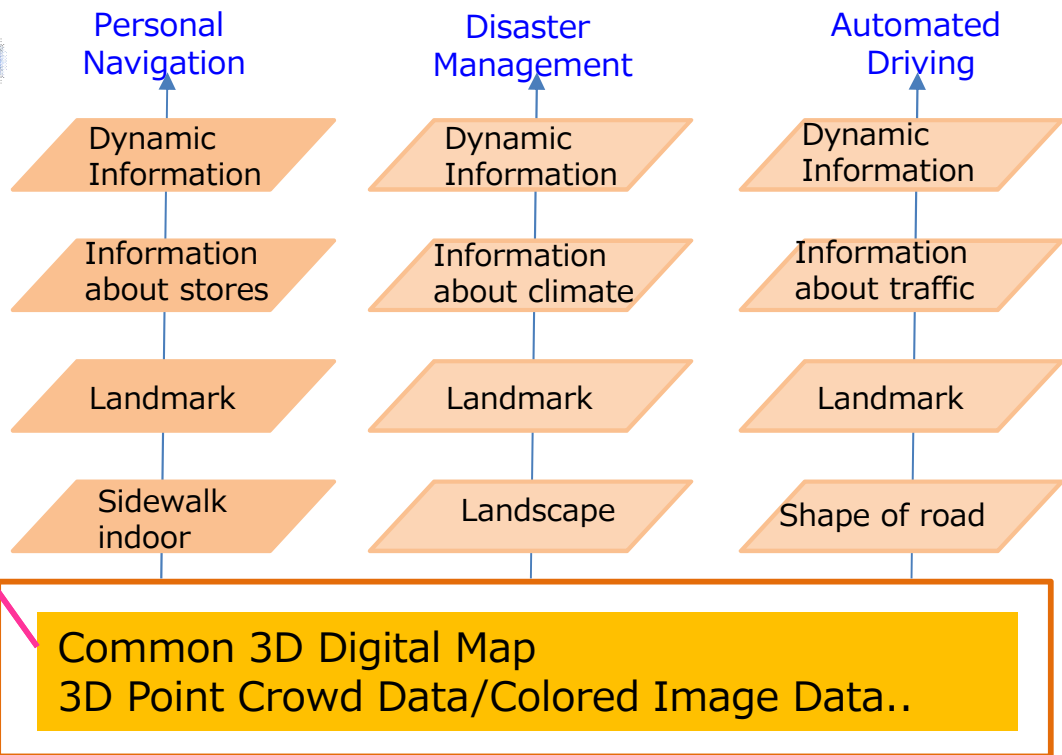 Personal
Navigation
Disaster
Management
Automated
Driving
Dynamic
Information
Dynamic
Information
Dynamic
Information
Information
about stores
Information
about climate
Information
about traffic
Landmark
Landmark
Landmark
Sidewalk
indoor
Landscape
Shape of road
Common 3D Digital Map
3D Point Crowd Data/Colored Image Data..